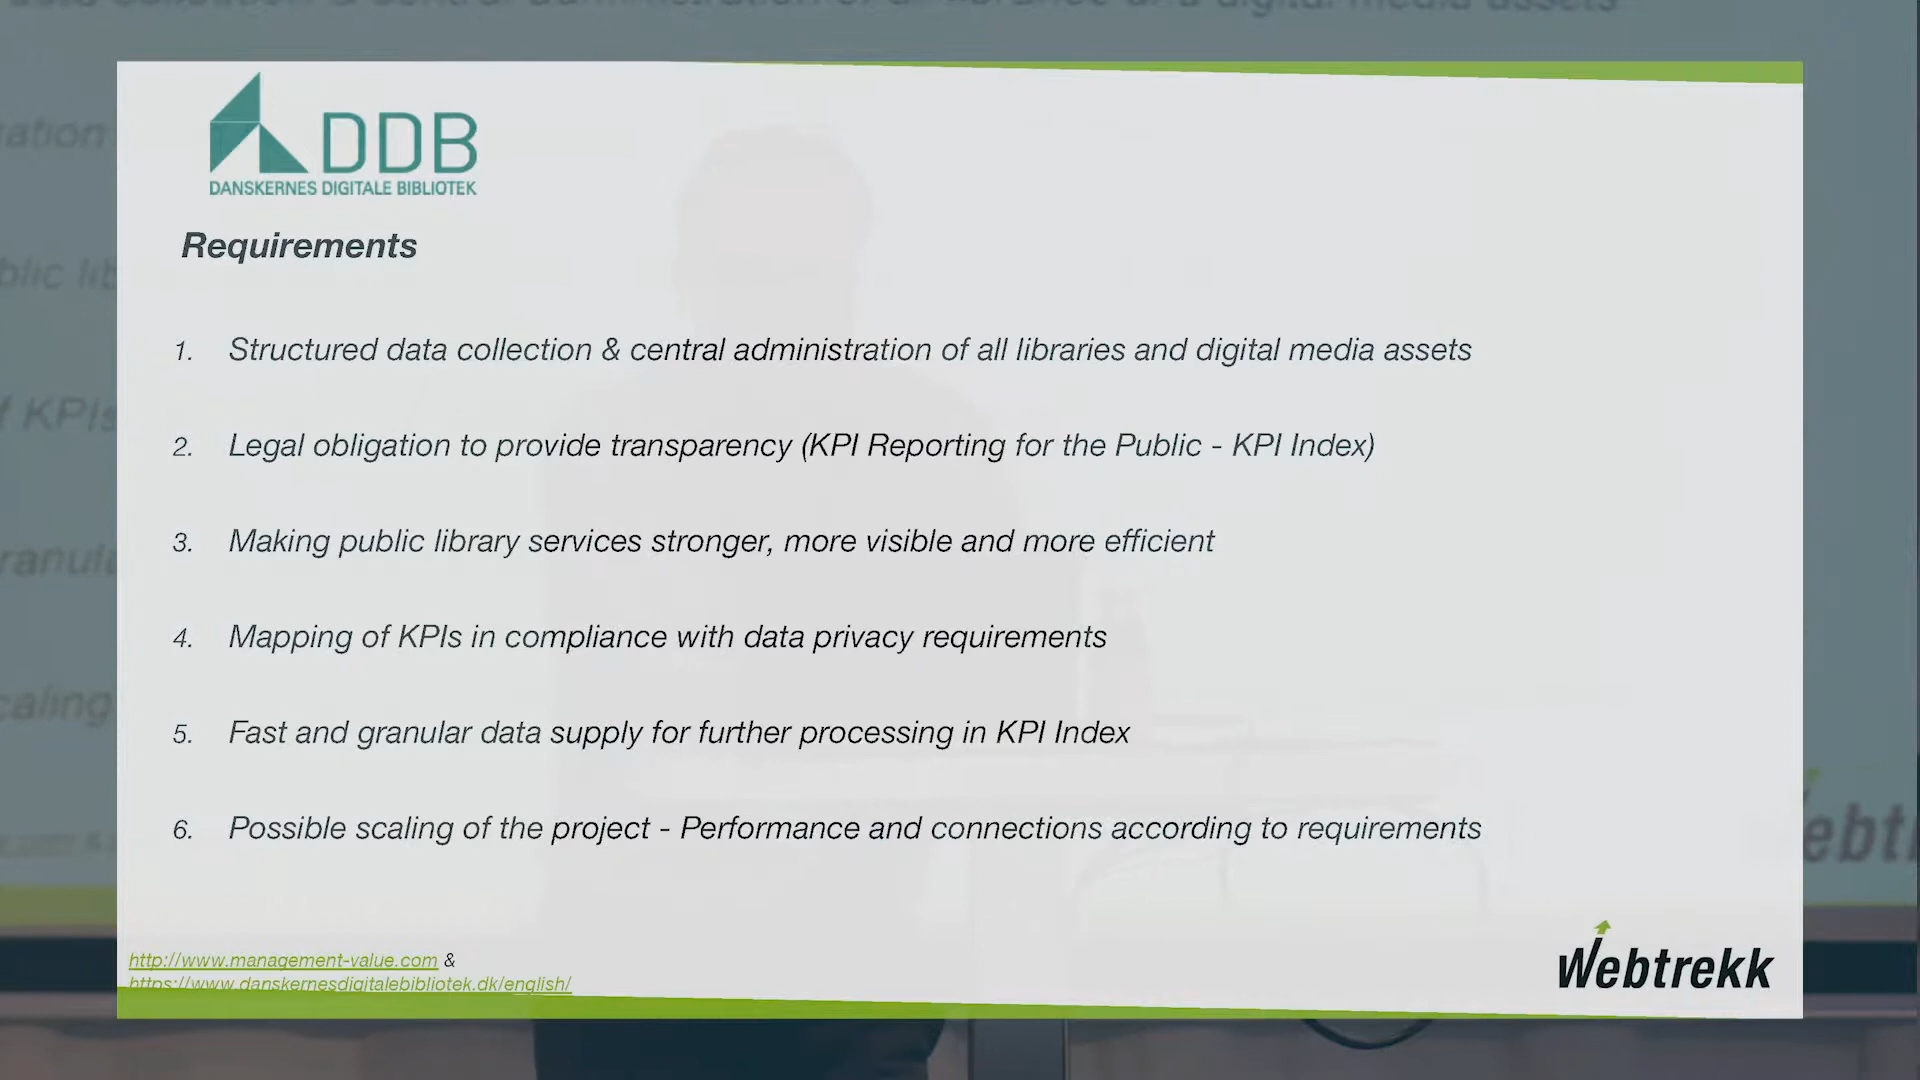 DDB
DANSKERNES DIGITALE BIBLIOTEK
Requirements
1. Structured data collection & central administration of all libraries and digital media assets
2. Legal obligation to provide transparency (KPI Reporting for the Public - KPI Index)
3. Making public library services stronger, more visible and more efficient
4. Mapping of KPIs in compliance with data privacy requirements
5. Fast and granular data supply for further processing in KPI Index
6. Possible scaling of the project - Performance and connections according to requirements
http://www.management-value.com &
https://www.danskernesdigitalebibliotek.dk/english/
Webtrekk